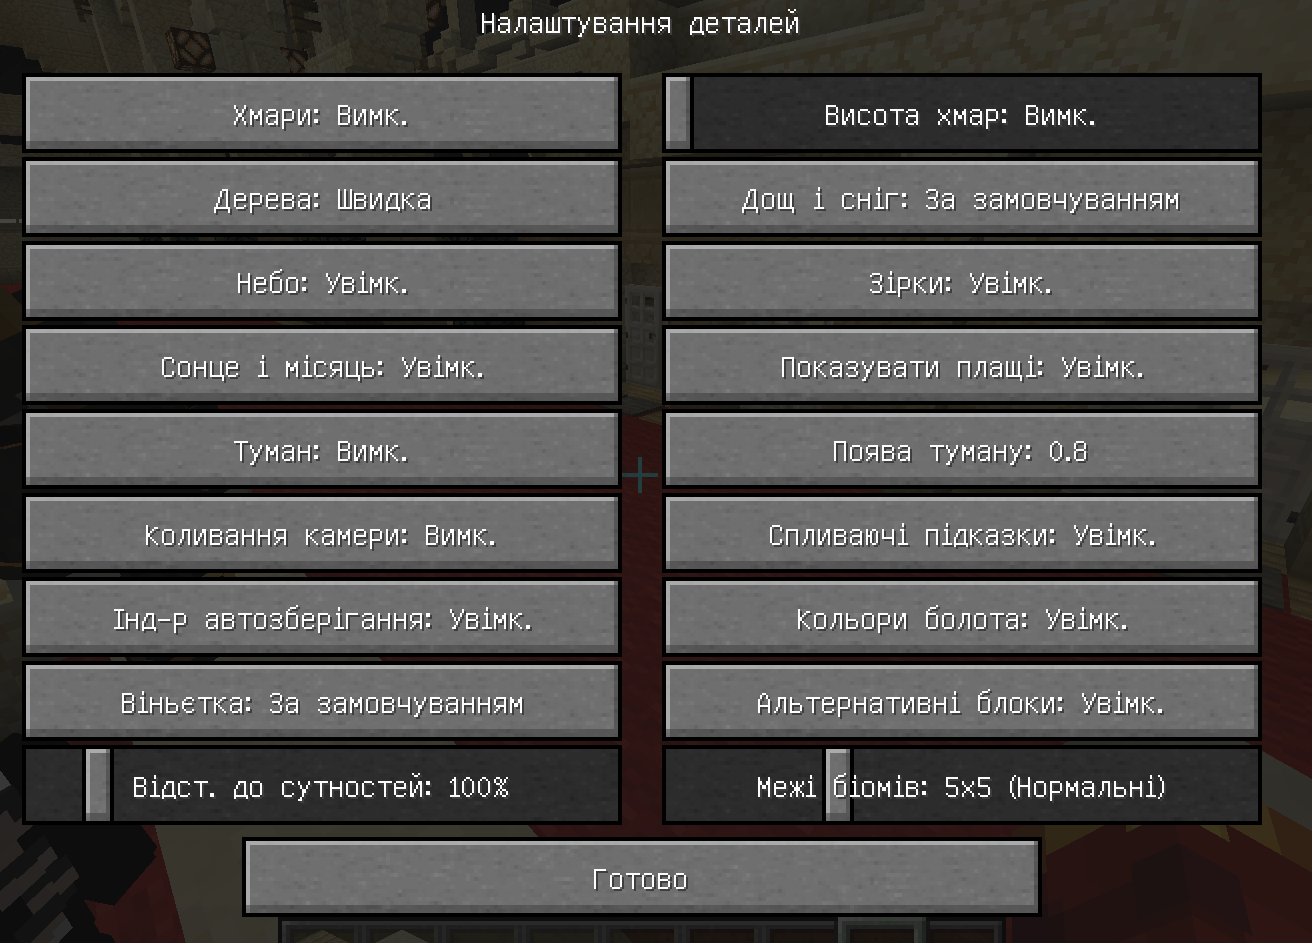 Налаштування деталей
Хмари: Вимк.
Висота хмар: Вимк.
Дерева: Швидка
Дощ і сніг: За замовчуванням
Небо: Увімк.
Зірки: Увімк.
Сонце і місяць: Увімк.
Показувати плащі: Увімк.
Туман: Вимк.
Поява туману: 0.8
Коливання камери: Вимк.
Спливаючі підказки: Увімк.
Інд-р автозберігання: Увімк.
Кольори болота: Увімк.
Віньєтка: За замовчуванням
Альтернативні блоки: Увімк.
Відст. до сутностей: 100%
Межі біомів: 5x5 (Нормальні)
Готово